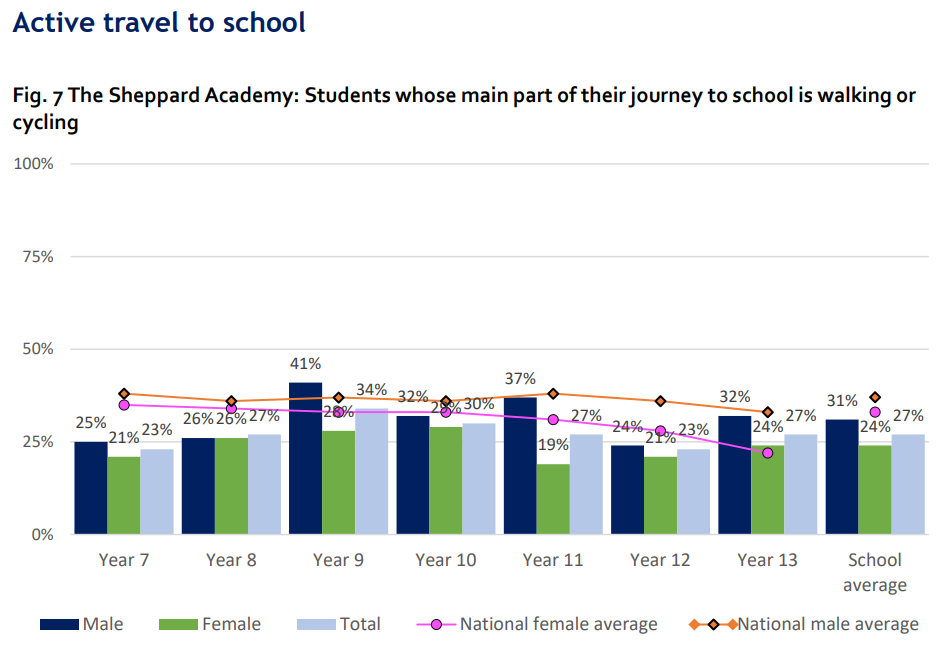 Active travel to school
Fig. 7 The Sheppard Academy: Students whose main part of their journey to school is walking or
cycling
100%
75%
50%
25%
0%
25% 21% 23%
26% 26% 27%
41% 28% 34%
32% 29% 30%
37% 19% 27%
24% 21% 23%
32% 24% 27%
31% 24% 27%
Year 7 Year 8 Year 9 Year 10 Year 11 Year 12 Year 13 School
average
Male Female Total National female average National male average